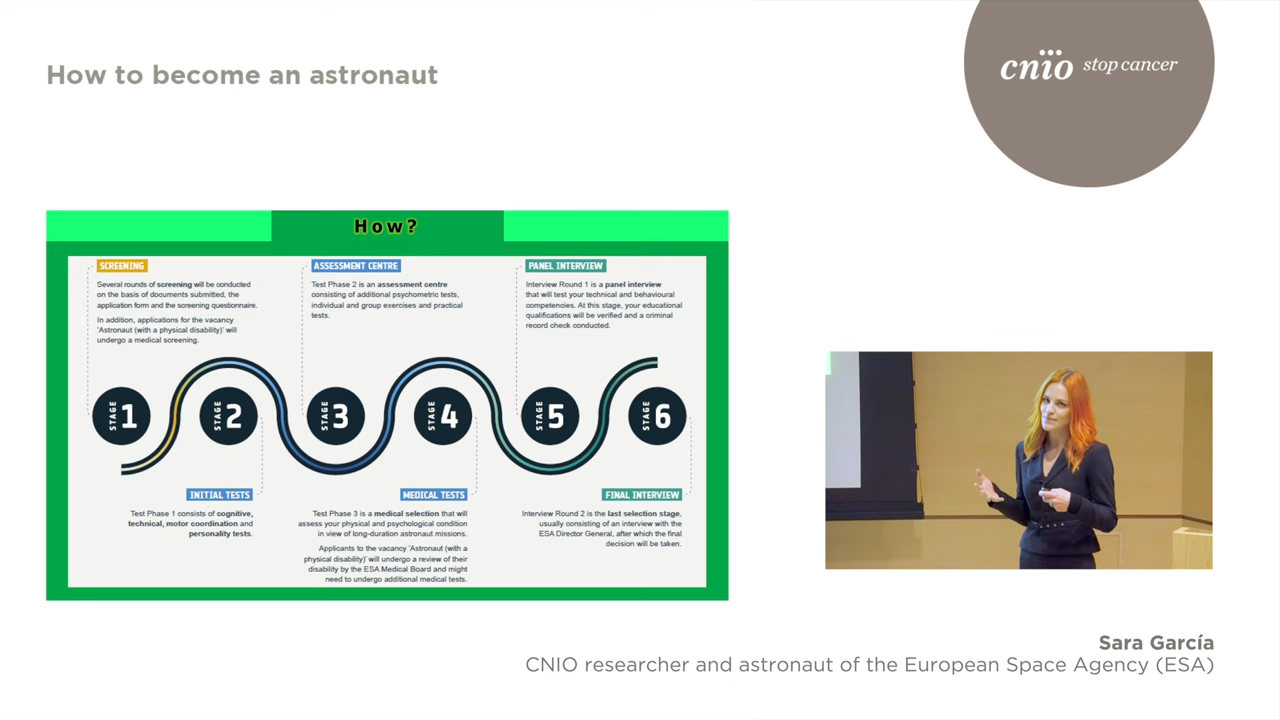 How to become an astronaut
cnio stop cancer
How?
SCREENING
Several rounds of screening will be conducted
on the basis of documents submitted, the
application form and the screening questionnaire.
In addition, applications for the vacancy
'Astronaut (with a physical disability)' will
undergo a medical screening.
ASSESSMENT CENTRE
Test Phase 2 is an assessment centre
consisting of additional psychometric tests,
individual and group exercises and practical
tests.
PANEL INTERVIEW
Interview Round 1 is a panel interview
that will test your technical and behavioural
competencies. At this stage, your educational
qualifications will be verified and a criminal
record check conducted.
STAGE 1
STAGE 2
STAGE 3
STAGE 4
STAGE 5
STAGE 6
INITIAL TESTS
Test Phase 1 consists of cognitive,
technical, motor coordination and
personality tests.
MEDICAL TESTS
Test Phase 3 is a medical selection that will
assess your physical and psychological condition
in view of long-duration astronaut missions.
Applicants to the vacancy 'Astronaut (with a
physical disability)' will undergo a review of their
disability by the ESA Medical Board and might
need to undergo additional medical tests.
FINAL INTERVIEW
Interview Round 2 is the last selection stage,
usually consisting of an interview with the
ESA Director General, after which the final
decision will be taken.
Sara García
CNIO researcher and astronaut of the European Space Agency (ESA)